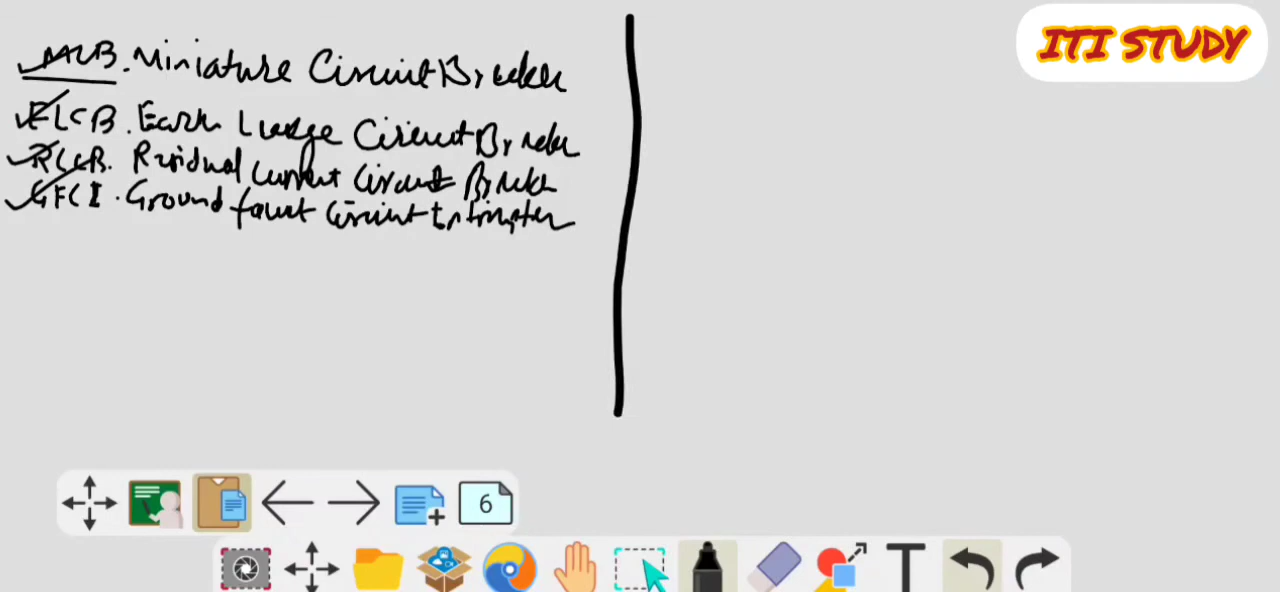 MCB. Miniature Circuit Breaker
ELCB. Earth Leakage Circuit Breaker
RCCB. Residual Current Circuit Breaker
GFCI. Ground fault Circuit Interrupter
ITI STUDY
6
T